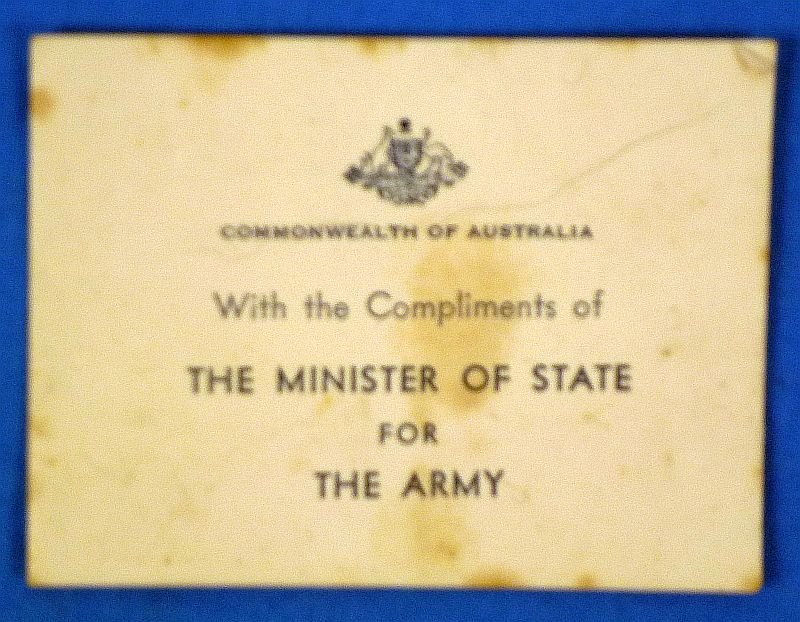 COMMONWEALTH OF AUSTRALIA
With the Compliments of
THE MINISTER OF STATE
FOR
THE ARMY